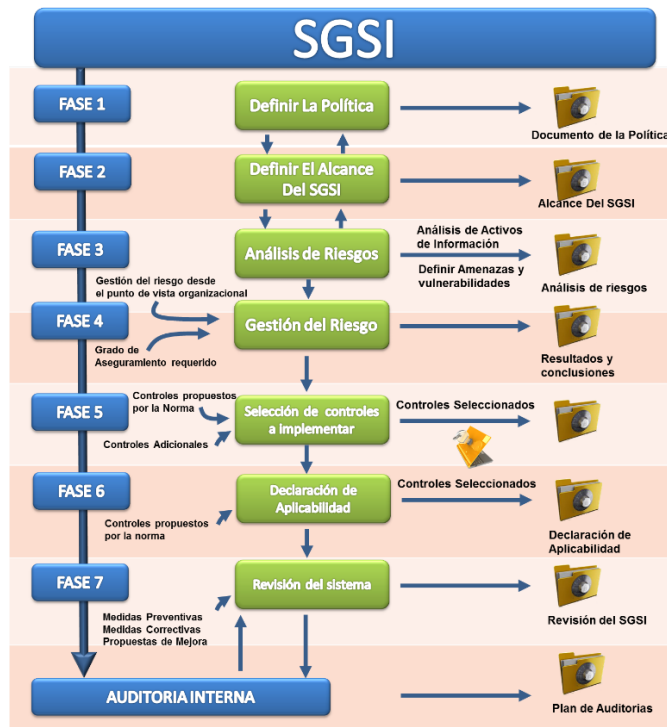 SGSI
FASE 1
Definir La Política
Documento de la Política
FASE 2
Definir El Alcance
Del SGSI
Alcance Del SGSI
FASE 3
Análisis de Riesgos
Análisis de Activos
de Información
Definir Amenazas y
vulnerabilidades
Análisis de riesgos
Gestión del riesgo desde
el punto de vista organizacional
FASE 4
Gestión del Riesgo
Grado de
Aseguramiento requerido
Resultados y
conclusiones
Controles propuestos
por la Norma
FASE 5
Selección de controles
a implementar
Controles Seleccionados
Controles Adicionales
FASE 6
Declaración de
Aplicabilidad
Controles Seleccionados
Controles propuestos
por la norma
Declaración de
Aplicabilidad
FASE 7
Revisión del sistema
Medidas Preventivas
Medidas Correctivas
Propuestas de Mejora
Revisión del SGSI
AUDITORIA INTERNA
Plan de Auditorias